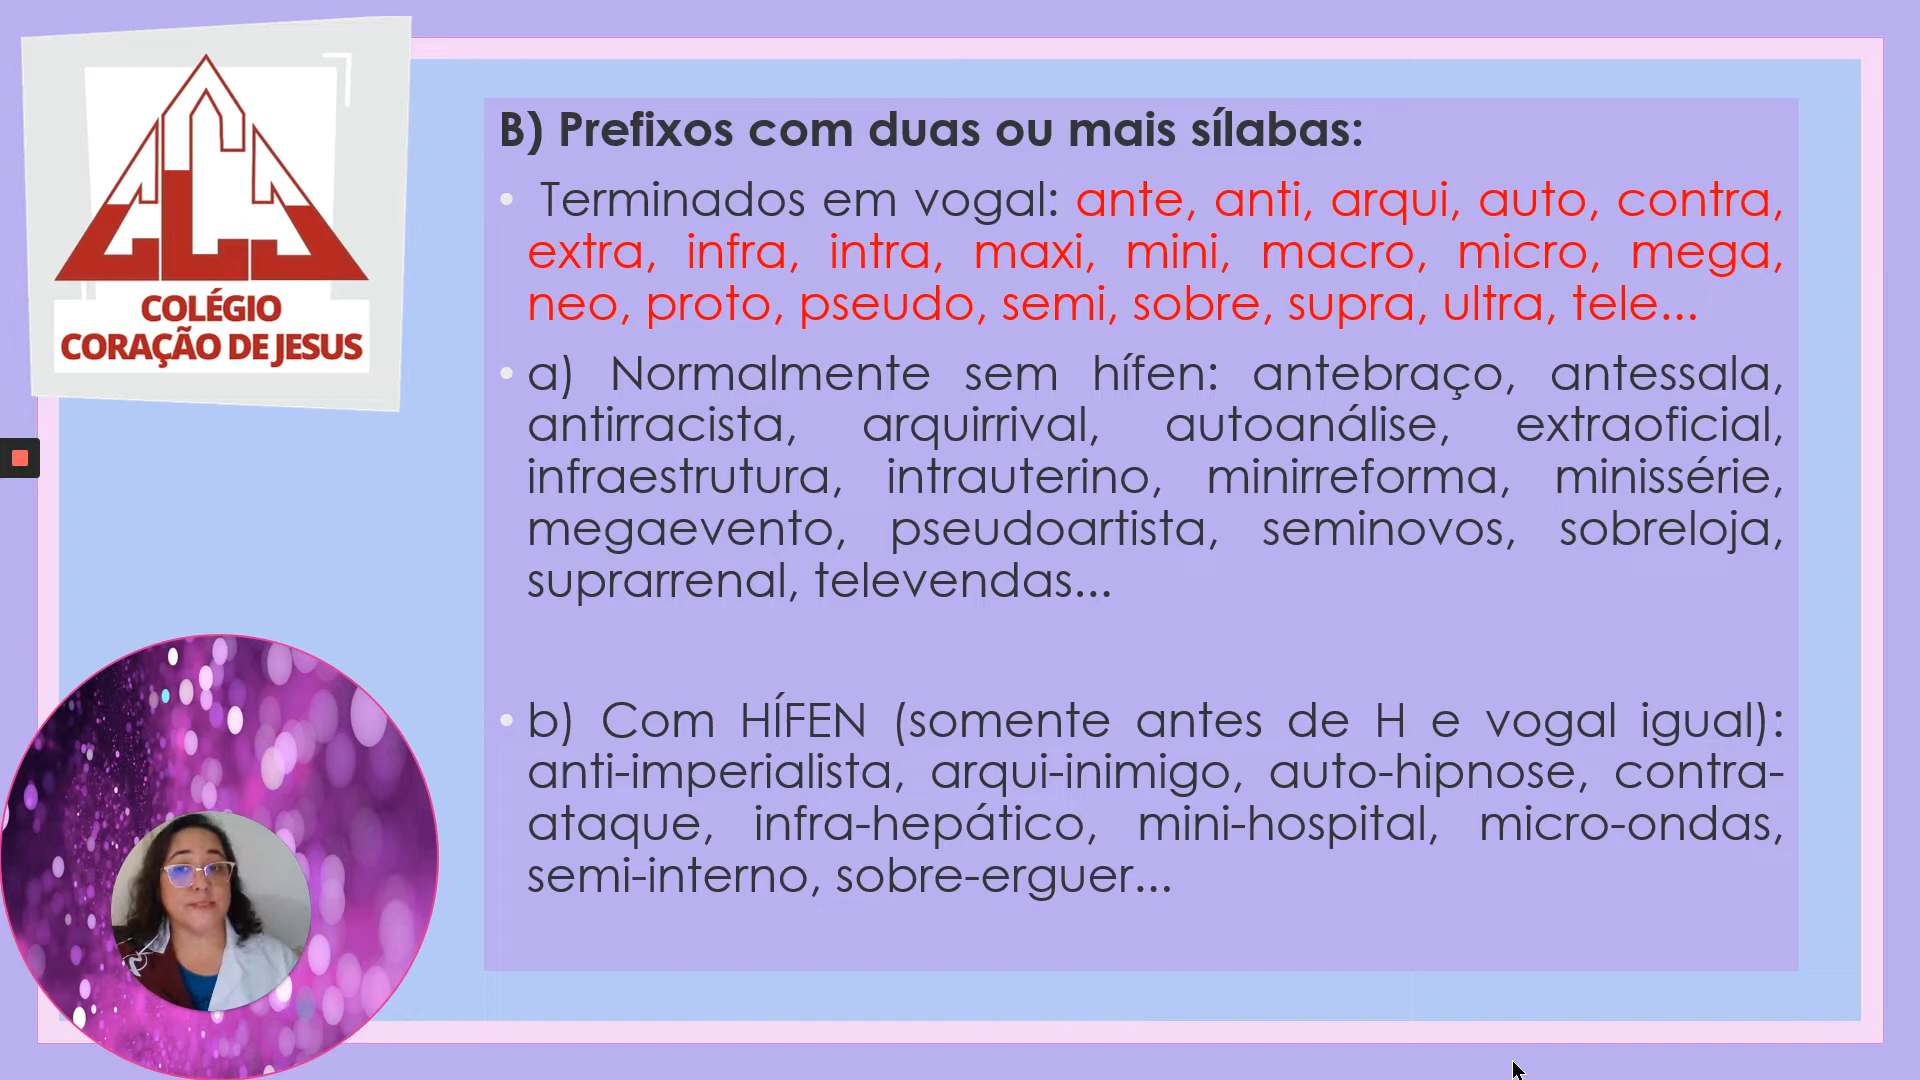 COLÉGIO
CORAÇÃO DE JESUS
B) Prefixos com duas ou mais sílabas:
• Terminados em vogal: ante, anti, arqui, auto, contra,
extra, infra, intra, maxi, mini, macro, micro, mega,
neo, proto, pseudo, semi, sobre, supra, ultra, tele...
• a) Normalmente sem hífen: antebraço, antessala,
antirracista, arquirrival, autoanálise, extraoficial,
infraestrutura, intrauterino, minirreforma, minissérie,
megaevento, pseudoartista, seminovos, sobreloja,
suprarrenal, televendas...
• b) Com HÍFEN (somente antes de H e vogal igual):
anti-imperialista, arqui-inimigo, auto-hipnose, contra-
ataque, infra-hepático, mini-hospital, micro-ondas,
semi-interno, sobre-erguer...